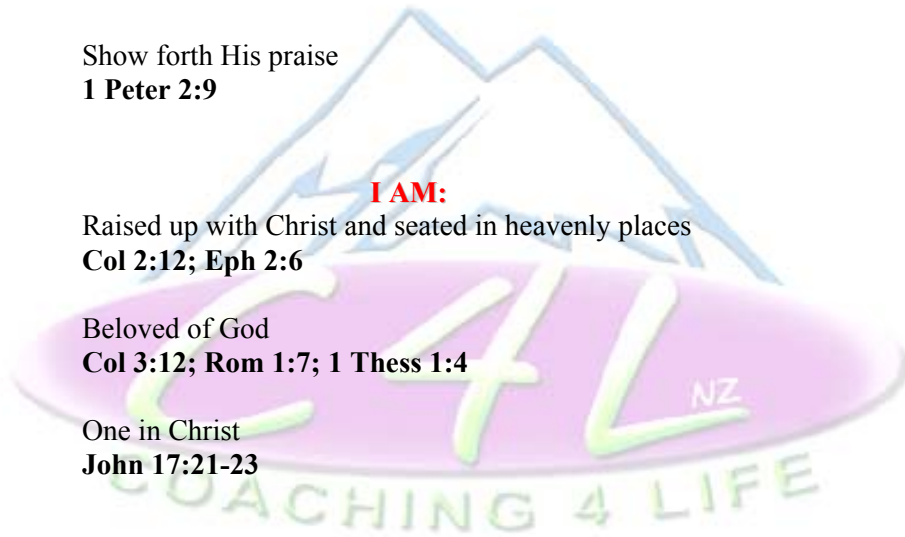 Show forth His praise
1 Peter 2:9
I AM:
Raised up with Christ and seated in heavenly places
Col 2:12; Eph 2:6
Beloved of God
Col 3:12; Rom 1:7; 1 Thess 1:4
One in Christ
John 17:21-23
C4L
NZ
COACHING 4 LIFE